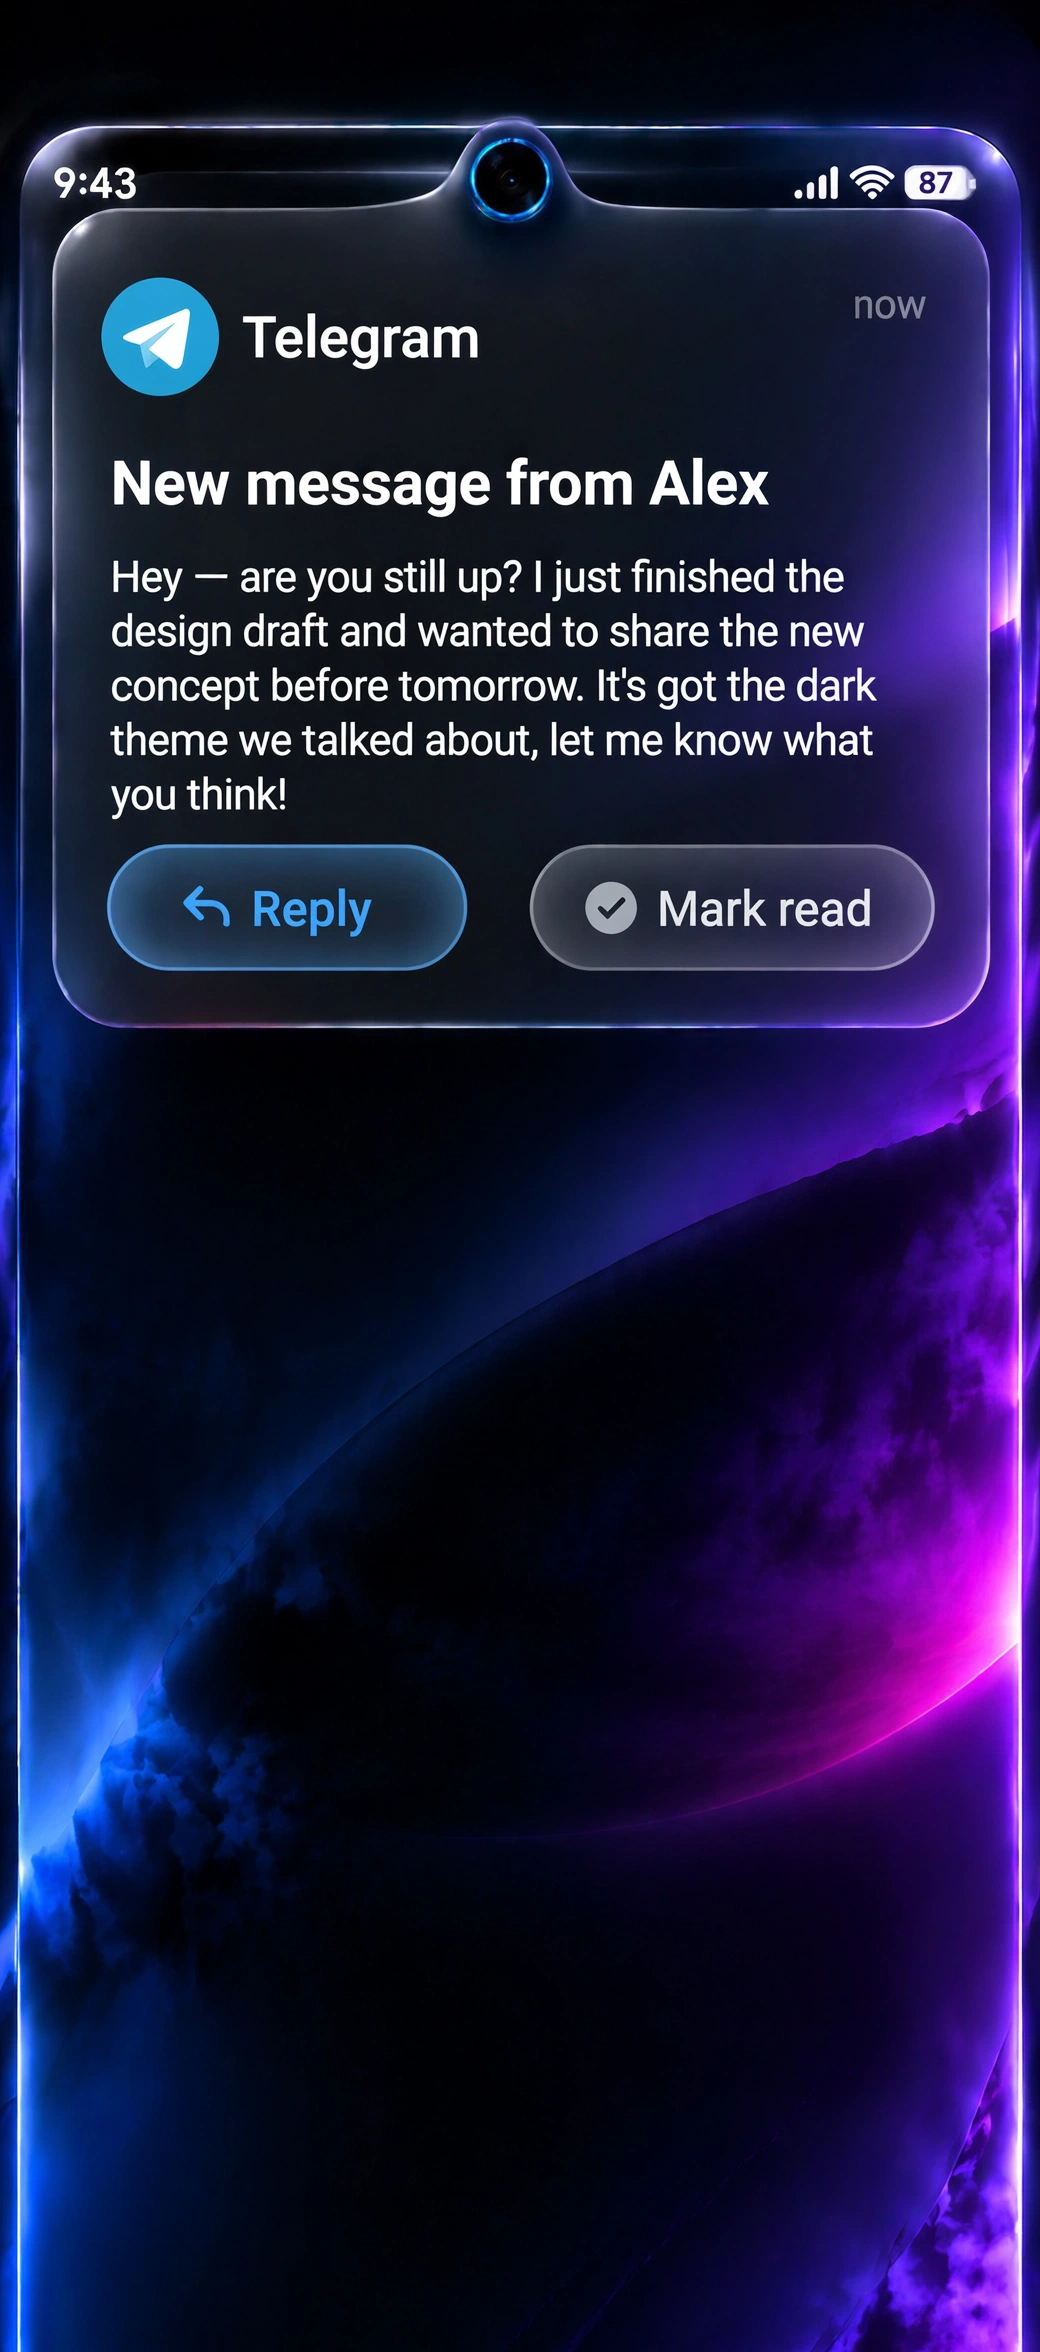 9:43
87
Telegram
now
New message from Alex
Hey — are you still up? I just finished the
design draft and wanted to share the new
concept before tomorrow. It's got the dark
theme we talked about, let me know what
you think!
Reply
Mark read